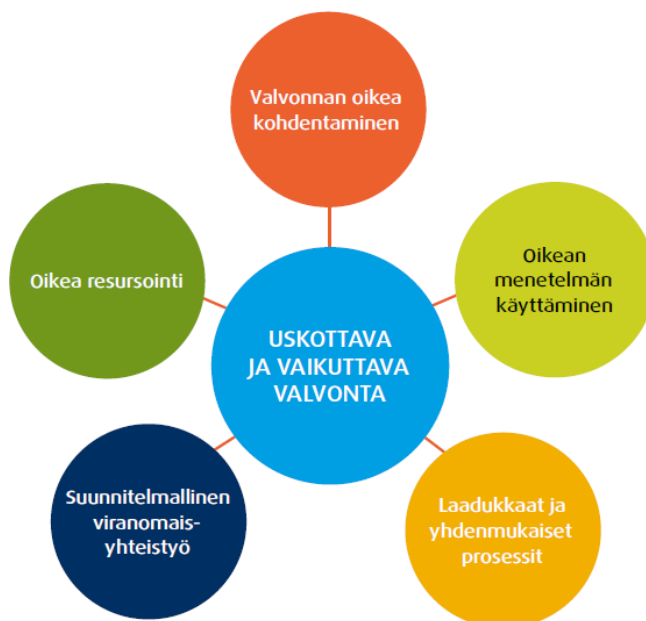 Valvonnan oikea
kohdentaminen
Oikean
menetelmän
käyttäminen
Oikea resursointi
USKOTTAVA
JA VAIKUTTAVA
VALVONTA
Suunnitelmallinen
viranomais-
yhteistyö
Laadukkaat ja
yhdenmukaiset
prosessit